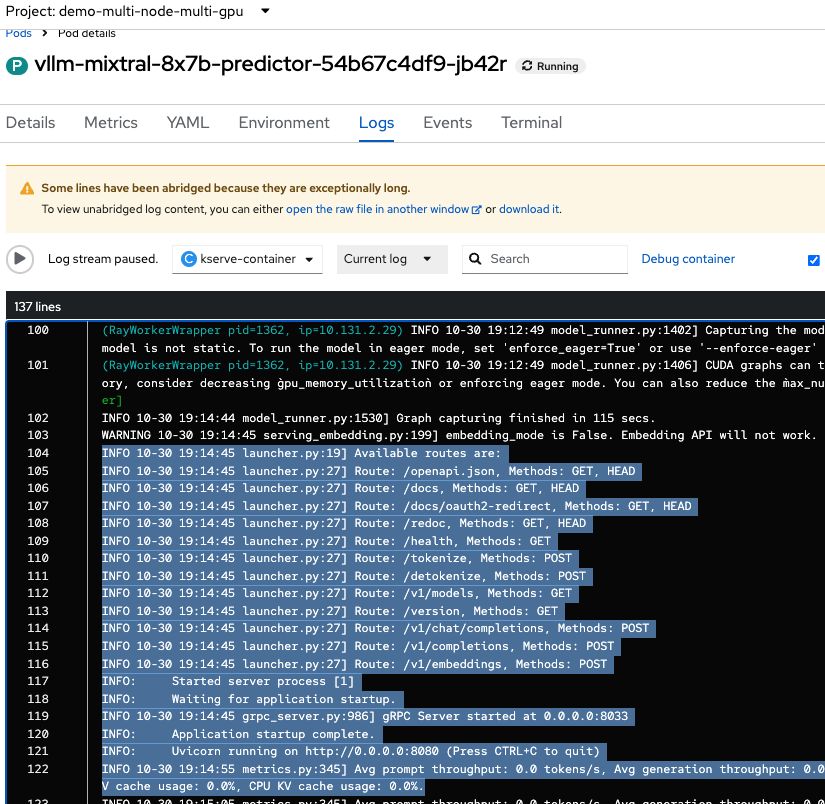 Project: demo-multi-node-multi-gpu
Pods > Pod details
P vllm-mixtral-8x7b-predictor-54b67c4df9-jb42r Running
Details Metrics YAML Environment Logs Events Terminal
Some lines have been abridged because they are exceptionally long.
To view unabridged log content, you can either open the raw file in another window or download it.
Log stream paused. C kserve-container Current log Search Debug container
137 lines
100 (RayWorkerWrapper pid=1362, ip=10.131.2.29) INFO 10-30 19:12:49 model_runner.py:1402] Capturing the mod
model is not static. To run the model in eager mode, set 'enforce_eager=True' or use '--enforce-eager'
101 (RayWorkerWrapper pid=1362, ip=10.131.2.29) INFO 10-30 19:12:49 model_runner.py:1406] CUDA graphs can t
ory, consider decreasing `gpu_memory_utilization` or enforcing eager mode. You can also reduce the `max_nu
er]
102 INFO 10-30 19:14:44 model_runner.py:1530] Graph capturing finished in 115 secs.
103 WARNING 10-30 19:14:45 serving_embedding.py:199] embedding_mode is False. Embedding API will not work.
104 INFO 10-30 19:14:45 launcher.py:19] Available routes are:
105 INFO 10-30 19:14:45 launcher.py:27] Route: /openapi.json, Methods: GET, HEAD
106 INFO 10-30 19:14:45 launcher.py:27] Route: /docs, Methods: GET, HEAD
107 INFO 10-30 19:14:45 launcher.py:27] Route: /docs/oauth2-redirect, Methods: GET, HEAD
108 INFO 10-30 19:14:45 launcher.py:27] Route: /redoc, Methods: GET, HEAD
109 INFO 10-30 19:14:45 launcher.py:27] Route: /health, Methods: GET
110 INFO 10-30 19:14:45 launcher.py:27] Route: /tokenize, Methods: POST
111 INFO 10-30 19:14:45 launcher.py:27] Route: /detokenize, Methods: POST
112 INFO 10-30 19:14:45 launcher.py:27] Route: /v1/models, Methods: GET
113 INFO 10-30 19:14:45 launcher.py:27] Route: /version, Methods: GET
114 INFO 10-30 19:14:45 launcher.py:27] Route: /v1/chat/completions, Methods: POST
115 INFO 10-30 19:14:45 launcher.py:27] Route: /v1/completions, Methods: POST
116 INFO 10-30 19:14:45 launcher.py:27] Route: /v1/embeddings, Methods: POST
117 INFO: Started server process [1]
118 INFO: Waiting for application startup.
119 INFO 10-30 19:14:45 grpc_server.py:986] gRPC Server started at 0.0.0.0:8033
120 INFO: Application startup complete.
121 INFO: Uvicorn running on http://0.0.0.0:8080 (Press CTRL+C to quit)
122 INFO 10-30 19:14:55 metrics.py:345] Avg prompt throughput: 0.0 tokens/s, Avg generation throughput: 0.0
V cache usage: 0.0%, CPU KV cache usage: 0.0%.
123 INFO 10-30 19:15:05 metrics.py:345] Avg prompt throughput: 0.0 tokens/s, Avg generation throughput: 0.0